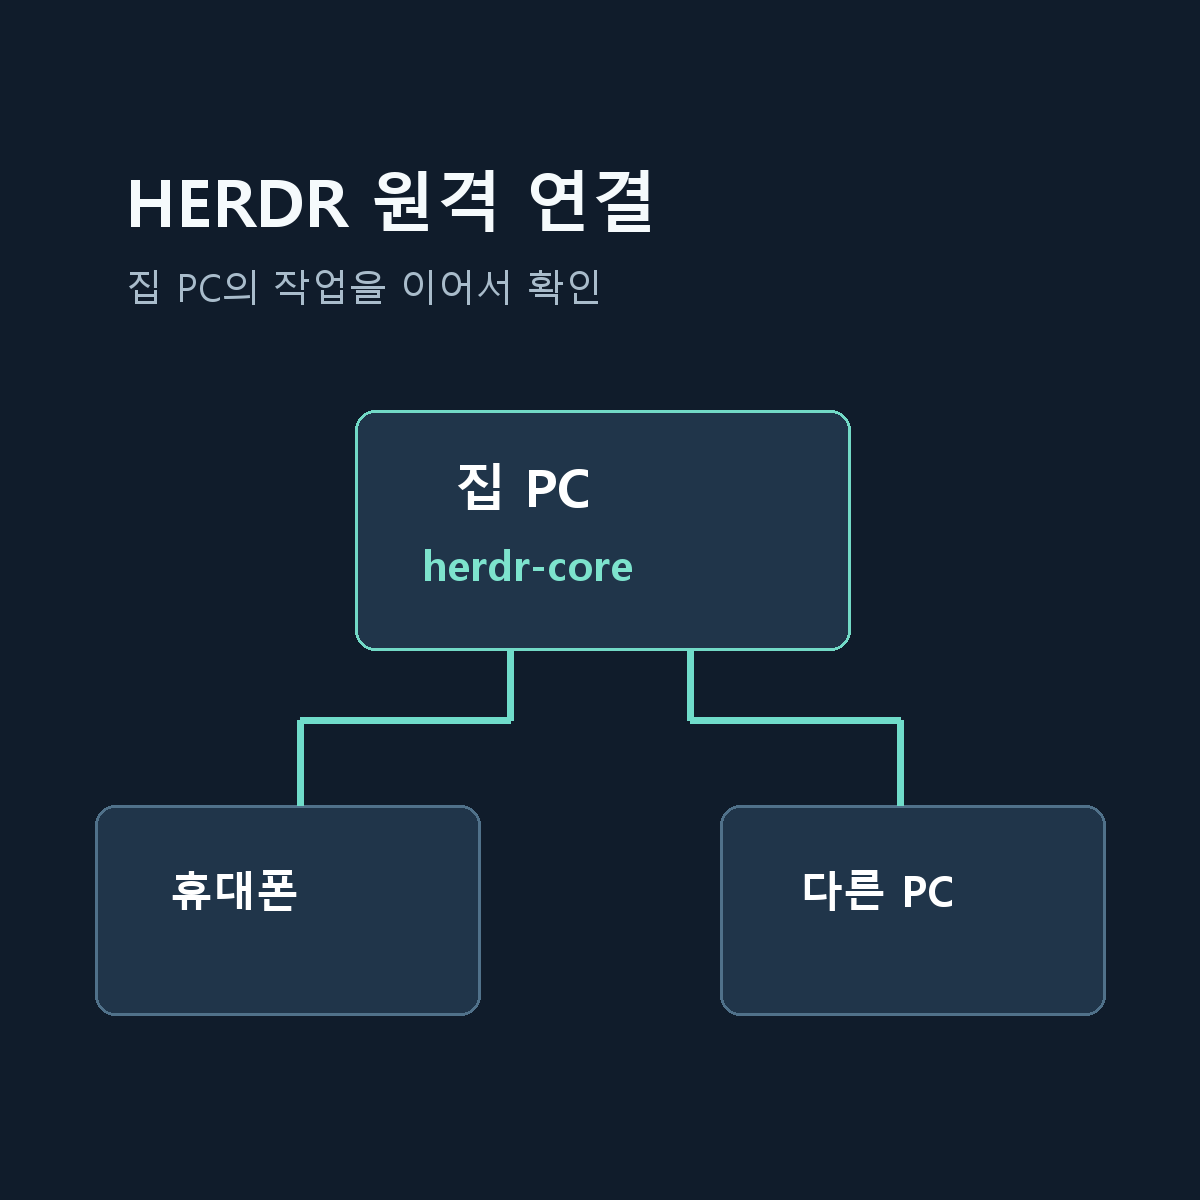 HERDR 원격 연결
집 PC의 작업을 이어서 확인
집 PC
herdr-core
휴대폰
다른 PC